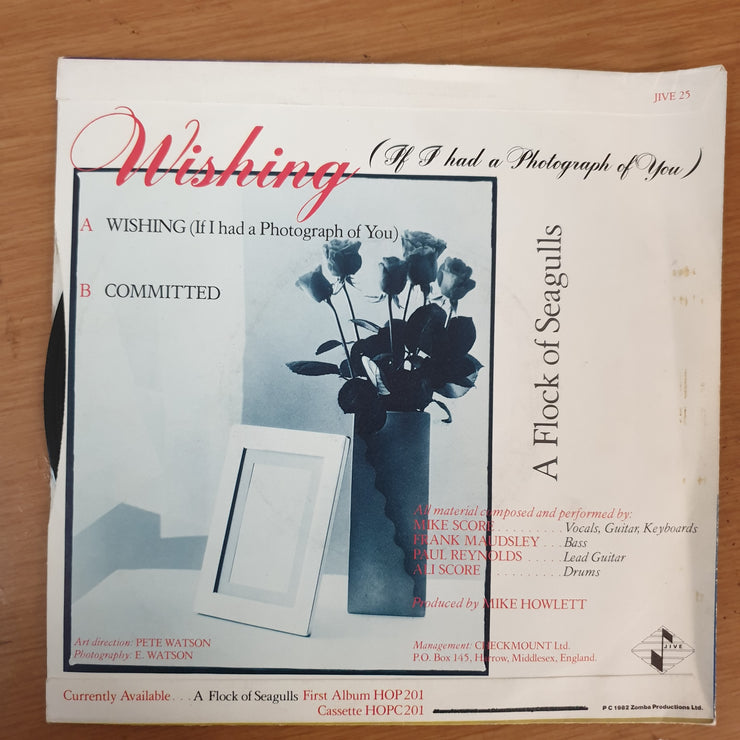 JIVE 25
Wishing (If I had a Photograph of You)
A WISHING (If I had a Photograph of You)
B COMMITTED
A Flock of Seagulls
All material composed and performed by:
MIKE SCORE . . . . . . . . . Vocals, Guitar, Keyboards
FRANK MAUDSLEY . . . Bass
PAUL REYNOLDS . . . . . Lead Guitar
ALI SCORE . . . . . . . . . . Drums
Produced by MIKE HOWLETT
Art direction: PETE WATSON
Photography: E. WATSON
Management: CHECKMOUNT Ltd.
P.O. Box 145, Harrow, Middlesex, England.
JIVE
Currently Available . . . A Flock of Seagulls First Album HOP 201
Cassette HOPC 201
P C 1982 Zomba Productions Ltd.